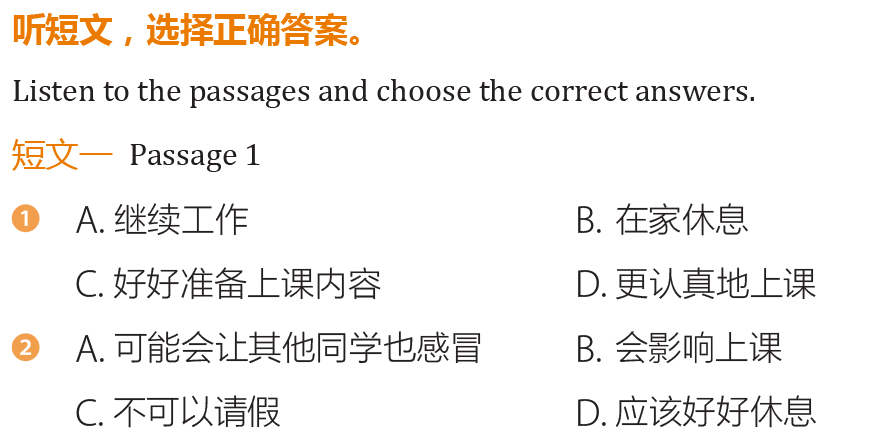 听短文，选择正确答案。
Listen to the passages and choose the correct answers.
短文一 Passage 1
1 A. 继续工作 B. 在家休息
C. 好好准备上课内容 D. 更认真地上课
2 A. 可能会让其他同学也感冒 B. 会影响上课
C. 不可以请假 D. 应该好好休息